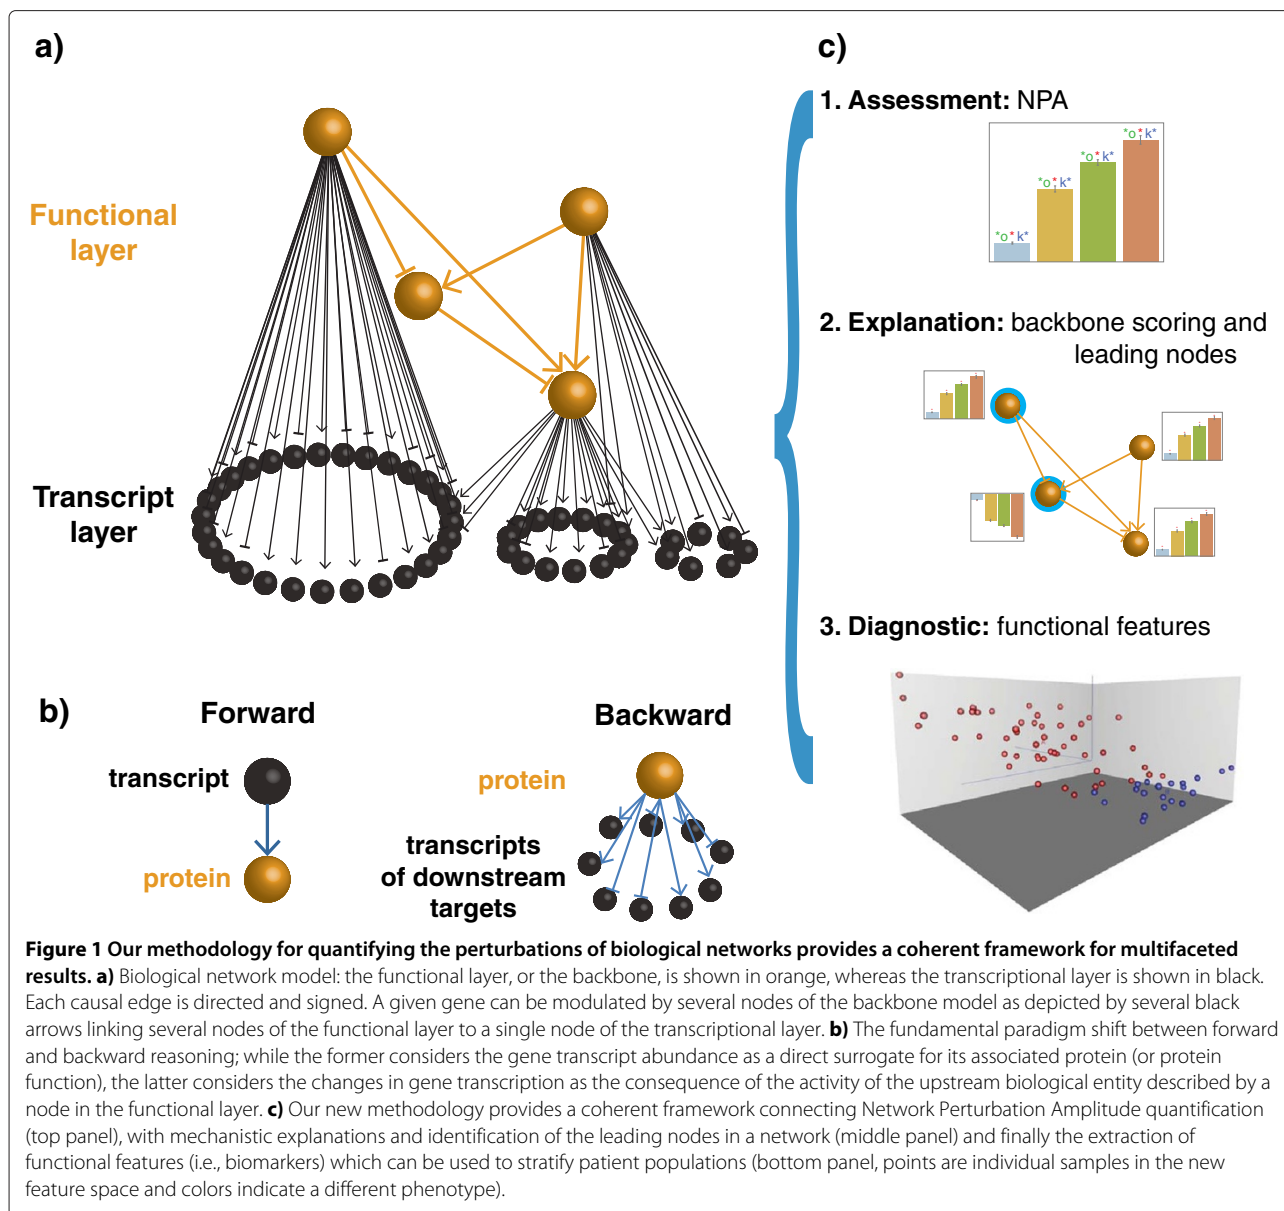 a)
Functional
layer
Transcript
layer
b)
Forward
transcript
protein
Backward
protein
transcripts
of downstream
targets
c)
1. Assessment: NPA
*o*k*
*o*k*
*o*k*
*o*k*
2. Explanation: backbone scoring and
leading nodes
3. Diagnostic: functional features
Figure 1 Our methodology for quantifying the perturbations of biological networks provides a coherent framework for multifaceted
results. a) Biological network model: the functional layer, or the backbone, is shown in orange, whereas the transcriptional layer is shown in black.
Each causal edge is directed and signed. A given gene can be modulated by several nodes of the backbone model as depicted by several black
arrows linking several nodes of the functional layer to a single node of the transcriptional layer. b) The fundamental paradigm shift between forward
and backward reasoning; while the former considers the gene transcript abundance as a direct surrogate for its associated protein (or protein
function), the latter considers the changes in gene transcription as the consequence of the activity of the upstream biological entity described by a
node in the functional layer. c) Our new methodology provides a coherent framework connecting Network Perturbation Amplitude quantification
(top panel), with mechanistic explanations and identification of the leading nodes in a network (middle panel) and finally the extraction of
functional features (i.e., biomarkers) which can be used to stratify patient populations (bottom panel, points are individual samples in the new
feature space and colors indicate a different phenotype).